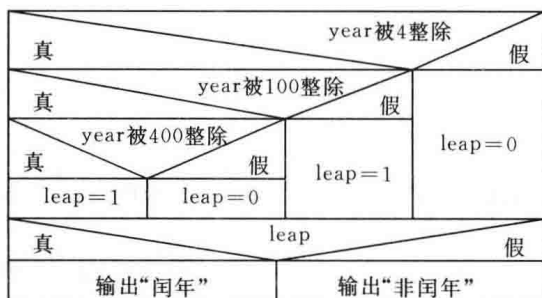 year被4整除
真 假
year被100整除
真 假
year被400整除
真 假
leap=1 leap=0 leap=1 leap=0
leap
真 假
输出“闰年” 输出“非闰年”